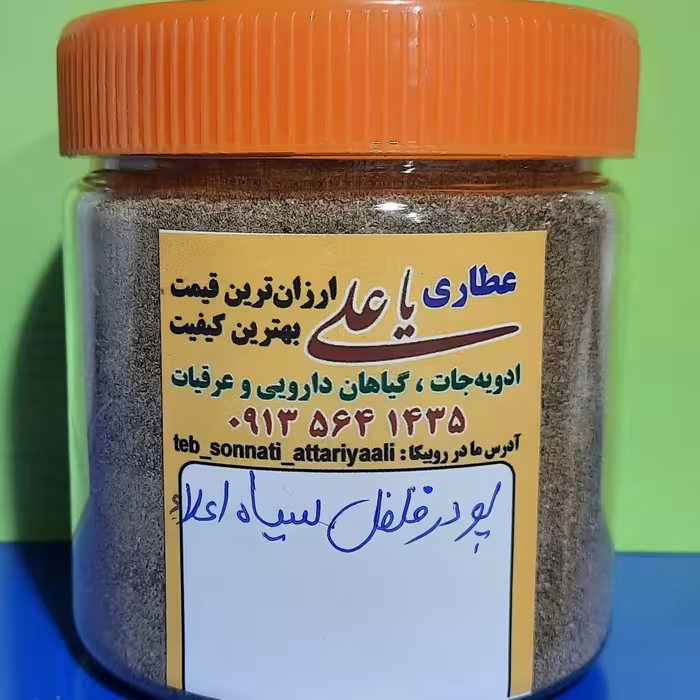 عطاری یا علی ارزان‌ترین قیمت
بهترین کیفیت
ادویه‌جات ، گیاهان دارویی و عرقیات
۰۹۱۳ ۵۶۴ ۱۴۳۵
آدرس ما در روبیکا : teb_sonnati_attariyaali
پودر فلفل سیاه اعلاء